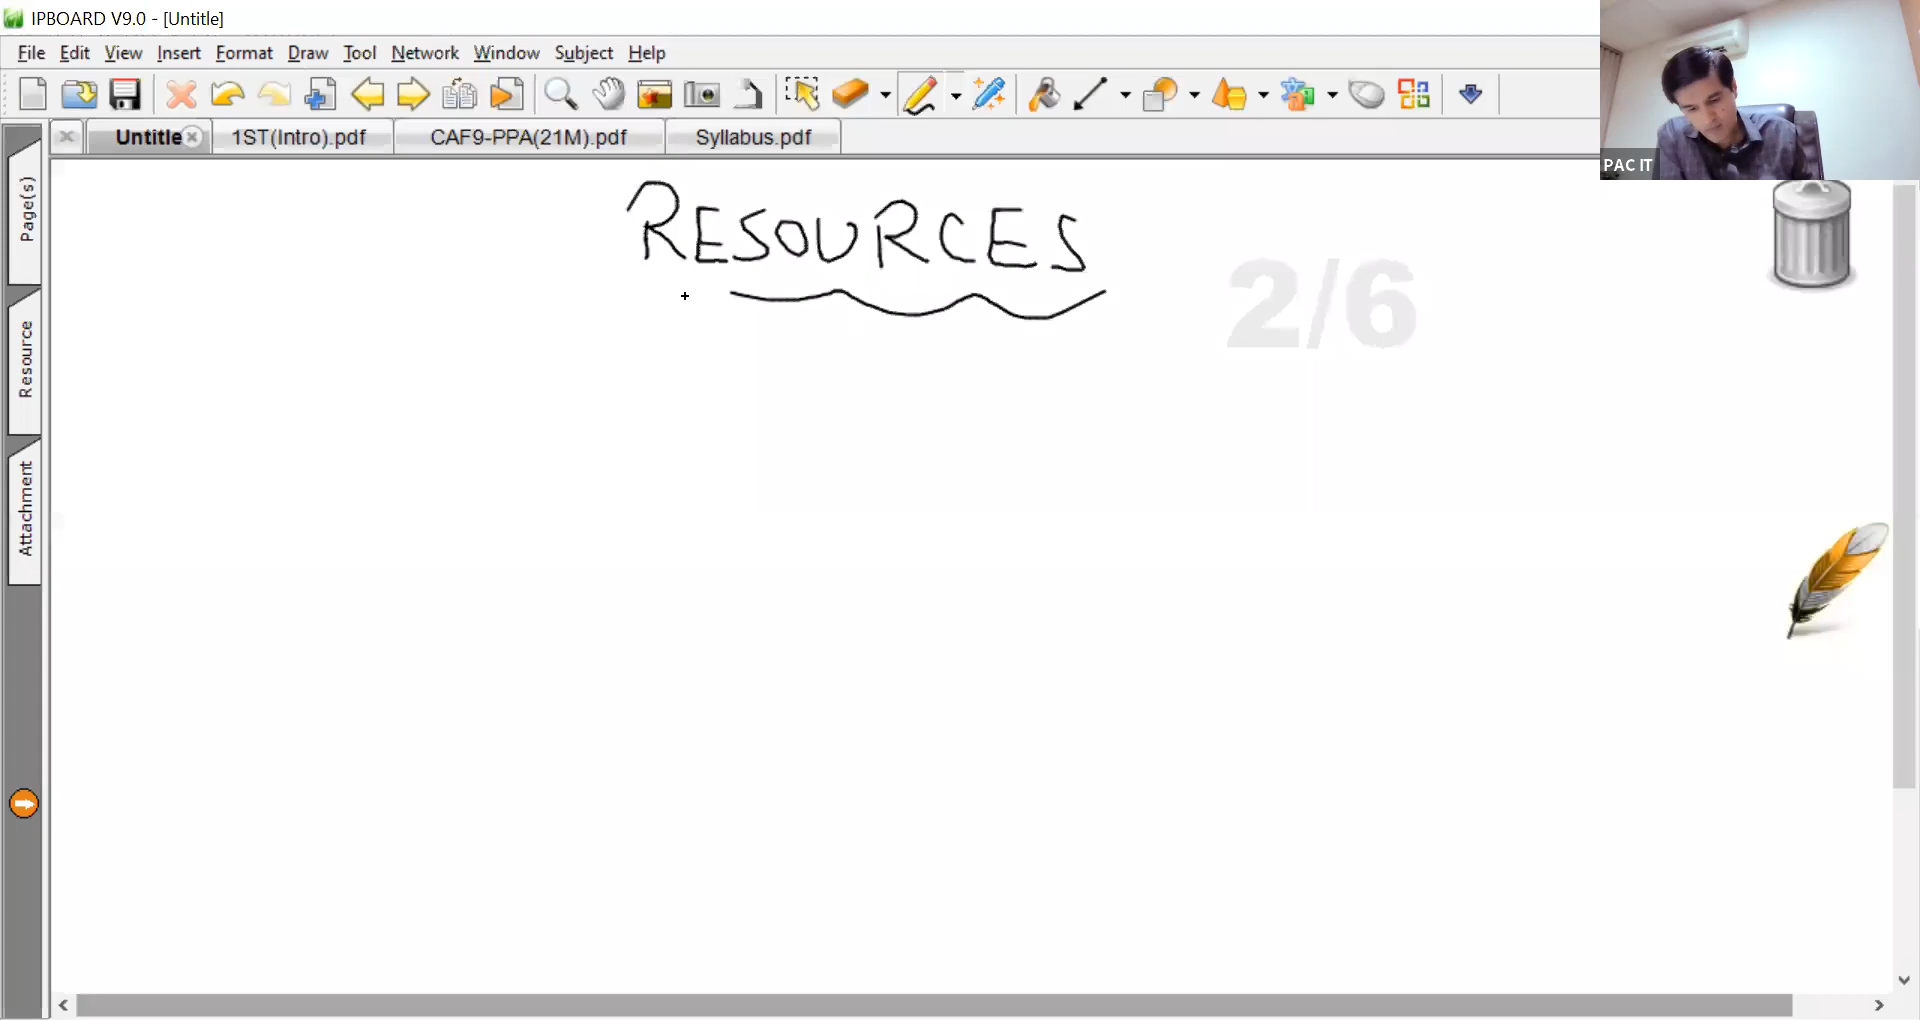 IPBOARD V9.0 - [Untitle]
File Edit View Insert Format Draw Tool Network Window Subject Help
Untitle 1ST(Intro).pdf CAF9-PPA(21M).pdf Syllabus.pdf
PAC IT
Page(s)
Resource
Attachment
RESOURCES
2/6